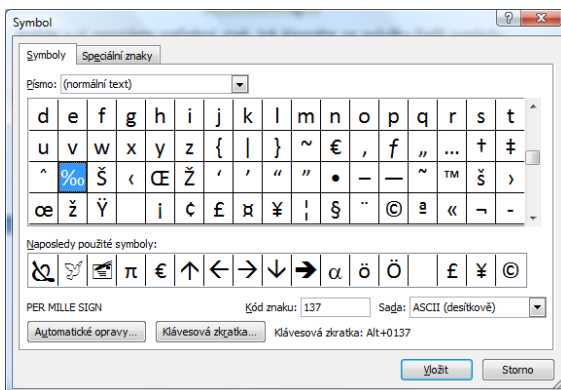 Symbol
Symboly Speciální znaky
Písmo: (normální text)
d e f g h i j k l m n o p q r s t
u v w x y z { | } ~ € ‚ ƒ „ … † ‡
ˆ ‰ Š ‹ Œ Ž ‘ ’ “ ” • – — ˜ ™ š ›
œ ž Ÿ ¡ ¢ £ ¤ ¥ ¦ § ¨ © ª « ¬ -
Naposledy použité symboly:
π € ↑ ← → ↓ ➔ α ö Ö £ ¥ ©
PER MILLE SIGN Kód znaku: 137 Sada: ASCII (desítkově)
Automatické opravy... Klávesová zkratka... Klávesová zkratka: Alt+0137
Vložit Storno